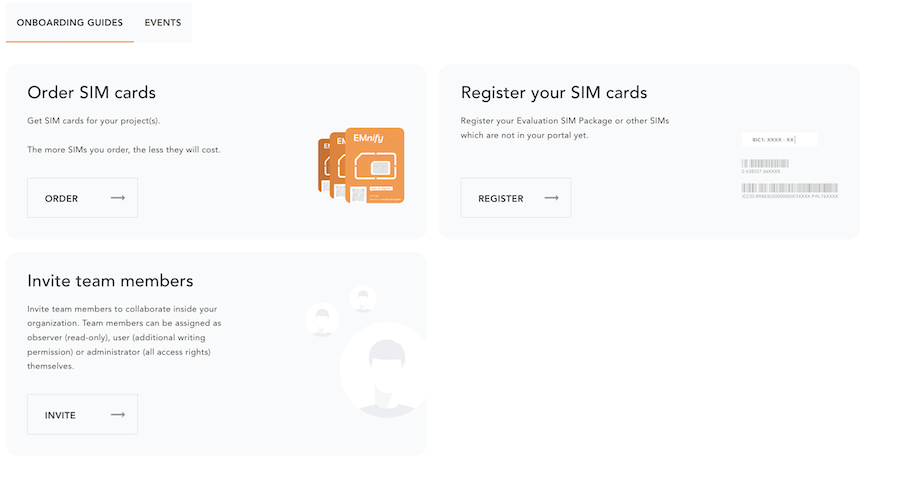 ONBOARDING GUIDES
EVENTS
Order SIM cards
Get SIM cards for your project(s).
The more SIMs you order, the less they will cost.
ORDER
EMnify
Register your SIM cards
Register your Evaluation SIM Package or other SIMs
which are not in your portal yet.
REGISTER
BIC1: XXXX - XX
Invite team members
Invite team members to collaborate inside your
organization. Team members can be assigned as
observer (read-only), user (additional writing
permission) or administrator (all access rights)
themselves.
INVITE